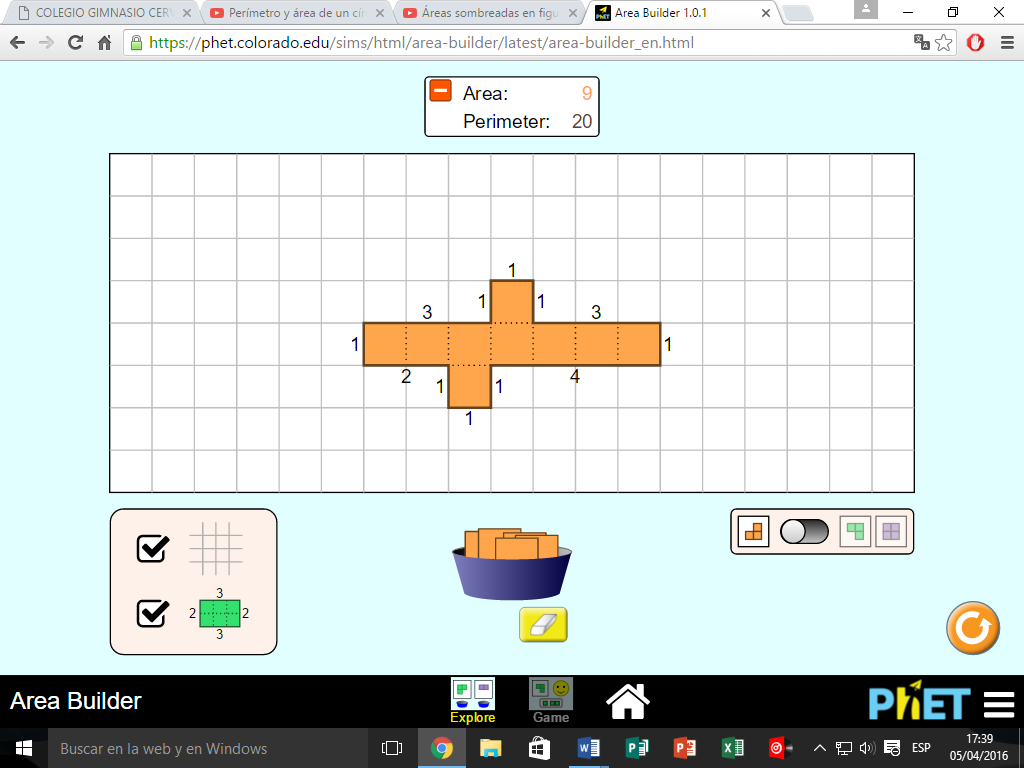 COLEGIO GIMNASIO CERV
Perímetro y área de un cír
Áreas sombreadas en figu
Area Builder 1.0.1
https://phet.colorado.edu/sims/html/area-builder/latest/area-builder_en.html
Area: 9
Perimeter: 20
1
1 1
3 3
1 1
2 4
1 1
1
3
2 2
3
Area Builder
Explore
Game
PhET
Buscar en la web y en Windows
ESP
17:39
05/04/2016